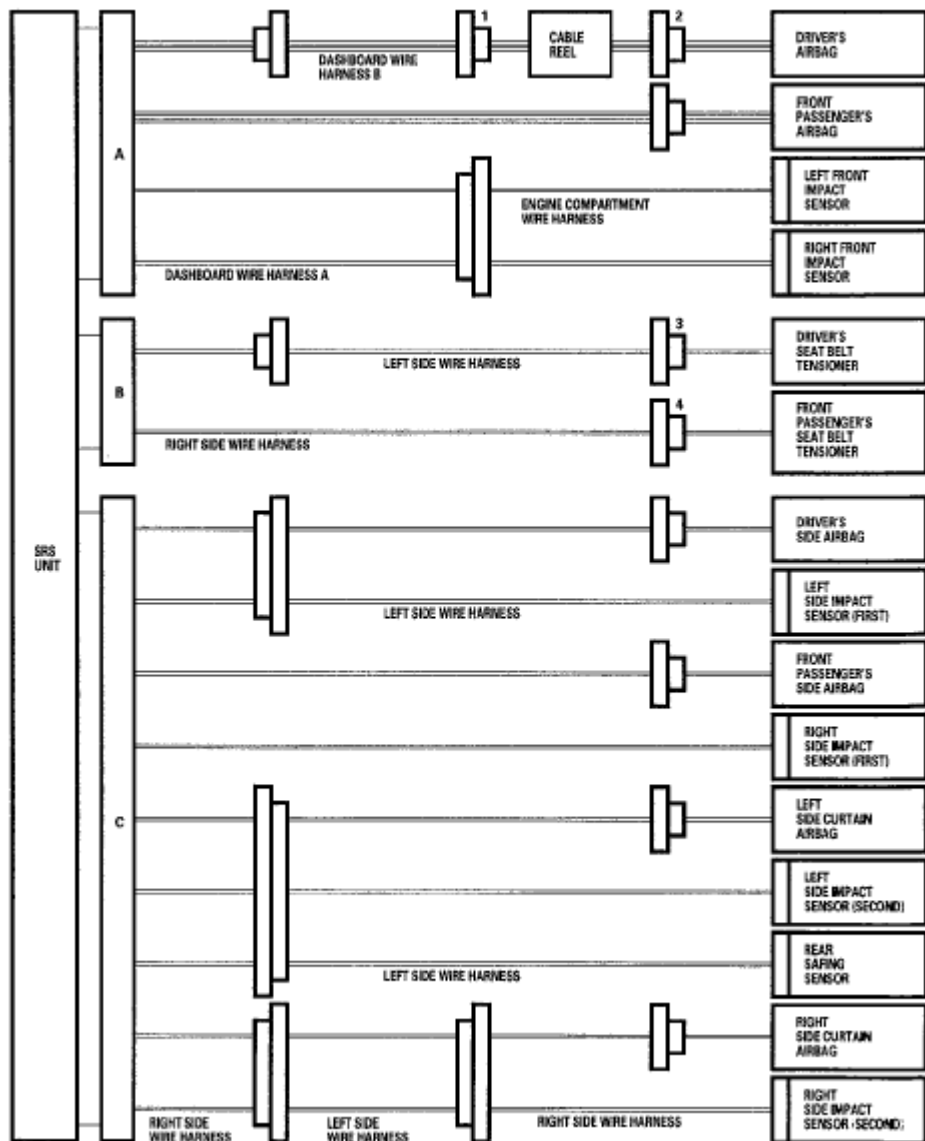 1
2
CABLE
REEL
DRIVER'S
AIRBAG
DASHBOARD WIRE
HARNESS B
FRONT
PASSENGER'S
AIRBAG
A
LEFT FRONT
IMPACT
SENSOR
ENGINE COMPARTMENT
WIRE HARNESS
RIGHT FRONT
IMPACT
SENSOR
DASHBOARD WIRE HARNESS A
3
DRIVER'S
SEAT BELT
TENSIONER
LEFT SIDE WIRE HARNESS
B
4
FRONT
PASSENGER'S
SEAT BELT
TENSIONER
RIGHT SIDE WIRE HARNESS
DRIVER'S
SIDE AIRBAG
SRS
UNIT
LEFT
SIDE IMPACT
SENSOR (FIRST)
LEFT SIDE WIRE HARNESS
FRONT
PASSENGER'S
SIDE AIRBAG
RIGHT
SIDE IMPACT
SENSOR (FIRST)
C
LEFT
SIDE CURTAIN
AIRBAG
LEFT
SIDE IMPACT
SENSOR (SECOND)
REAR
SAFING
SENSOR
LEFT SIDE WIRE HARNESS
RIGHT
SIDE CURTAIN
AIRBAG
RIGHT SIDE
WIRE HARNESS
LEFT SIDE
WIRE HARNESS
RIGHT SIDE WIRE HARNESS
RIGHT
SIDE IMPACT
SENSOR (SECOND)